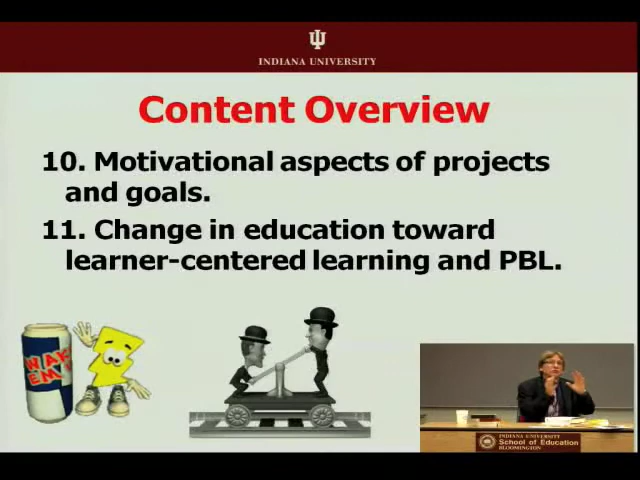 INDIANA UNIVERSITY
Content Overview
10. Motivational aspects of projects
and goals.
11. Change in education toward
learner-centered learning and PBL.
WAKE
EM UP
INDIANA UNIVERSITY
School of Education
BLOOMINGTON